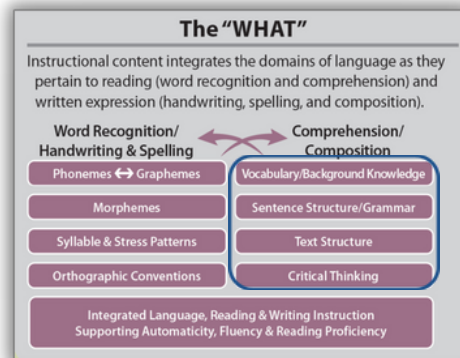 The “WHAT”
Instructional content integrates the domains of language as they
pertain to reading (word recognition and comprehension) and
written expression (handwriting, spelling, and composition).
Word Recognition/
Handwriting & Spelling
Phonemes ↔ Graphemes
Morphemes
Syllable & Stress Patterns
Orthographic Conventions
Comprehension/
Composition
Vocabulary/Background Knowledge
Sentence Structure/Grammar
Text Structure
Critical Thinking
Integrated Language, Reading & Writing Instruction
Supporting Automaticity, Fluency & Reading Proficiency